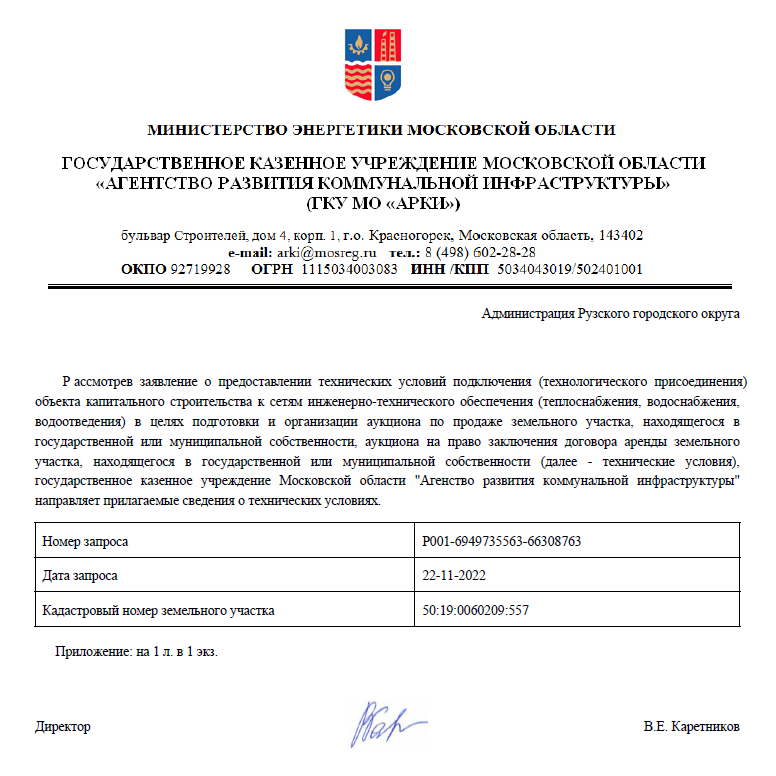 МИНИСТЕРСТВО ЭНЕРГЕТИКИ МОСКОВСКОЙ ОБЛАСТИ
ГОСУДАРСТВЕННОЕ КАЗЕННОЕ УЧРЕЖДЕНИЕ МОСКОВСКОЙ ОБЛАСТИ
«АГЕНТСТВО РАЗВИТИЯ КОММУНАЛЬНОЙ ИНФРАСТРУКТУРЫ»
(ГКУ МО «АРКИ»)
бульвар Строителей, дом 4, корп. 1, г.о. Красногорск, Московская область, 143402
e-mail: arki@mosreg.ru тел.: 8 (498) 602-28-28
ОКПО 92719928 ОГРН 1115034003083 ИНН /КПП 5034043019/502401001
Администрация Рузского городского округа
Р ассмотрев заявление о предоставлении технических условий подключения (технологического присоединения)
объекта капитального строительства к сетям инженерно-технического обеспечения (теплоснабжения, водоснабжения,
водоотведения) в целях подготовки и организации аукциона по продаже земельного участка, находящегося в
государственной или муниципальной собственности, аукциона на право заключения договора аренды земельного
участка, находящегося в государственной или муниципальной собственности (далее - технические условия),
государственное казенное учреждение Московской области "Агенство развития коммунальной инфраструктуры"
направляет прилагаемые сведения о технических условиях.
Номер запроса P001-6949735563-66308763
Дата запроса 22-11-2022
Кадастровый номер земельного участка 50:19:0060209:557
Приложение: на 1 л. в 1 экз.
Директор В.Е. Каретников